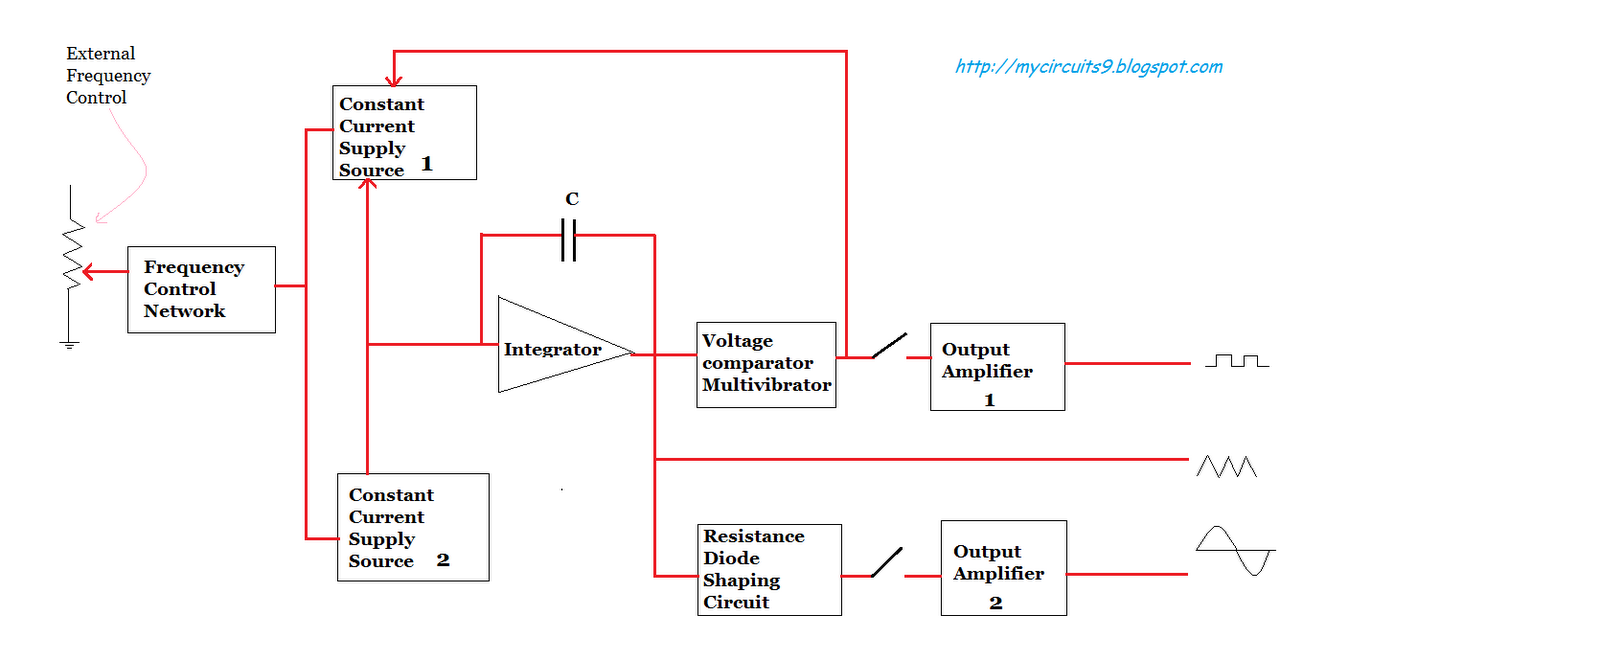 External
Frequency
Control
http://mycircuits9.blogspot.com
Constant
Current
Supply
Source 1
C
Frequency
Control
Network
Integrator
Voltage
comparator
Multivibrator
Output
Amplifier
1
Constant
Current
Supply
Source 2
Resistance
Diode
Shaping
Circuit
Output
Amplifier
2